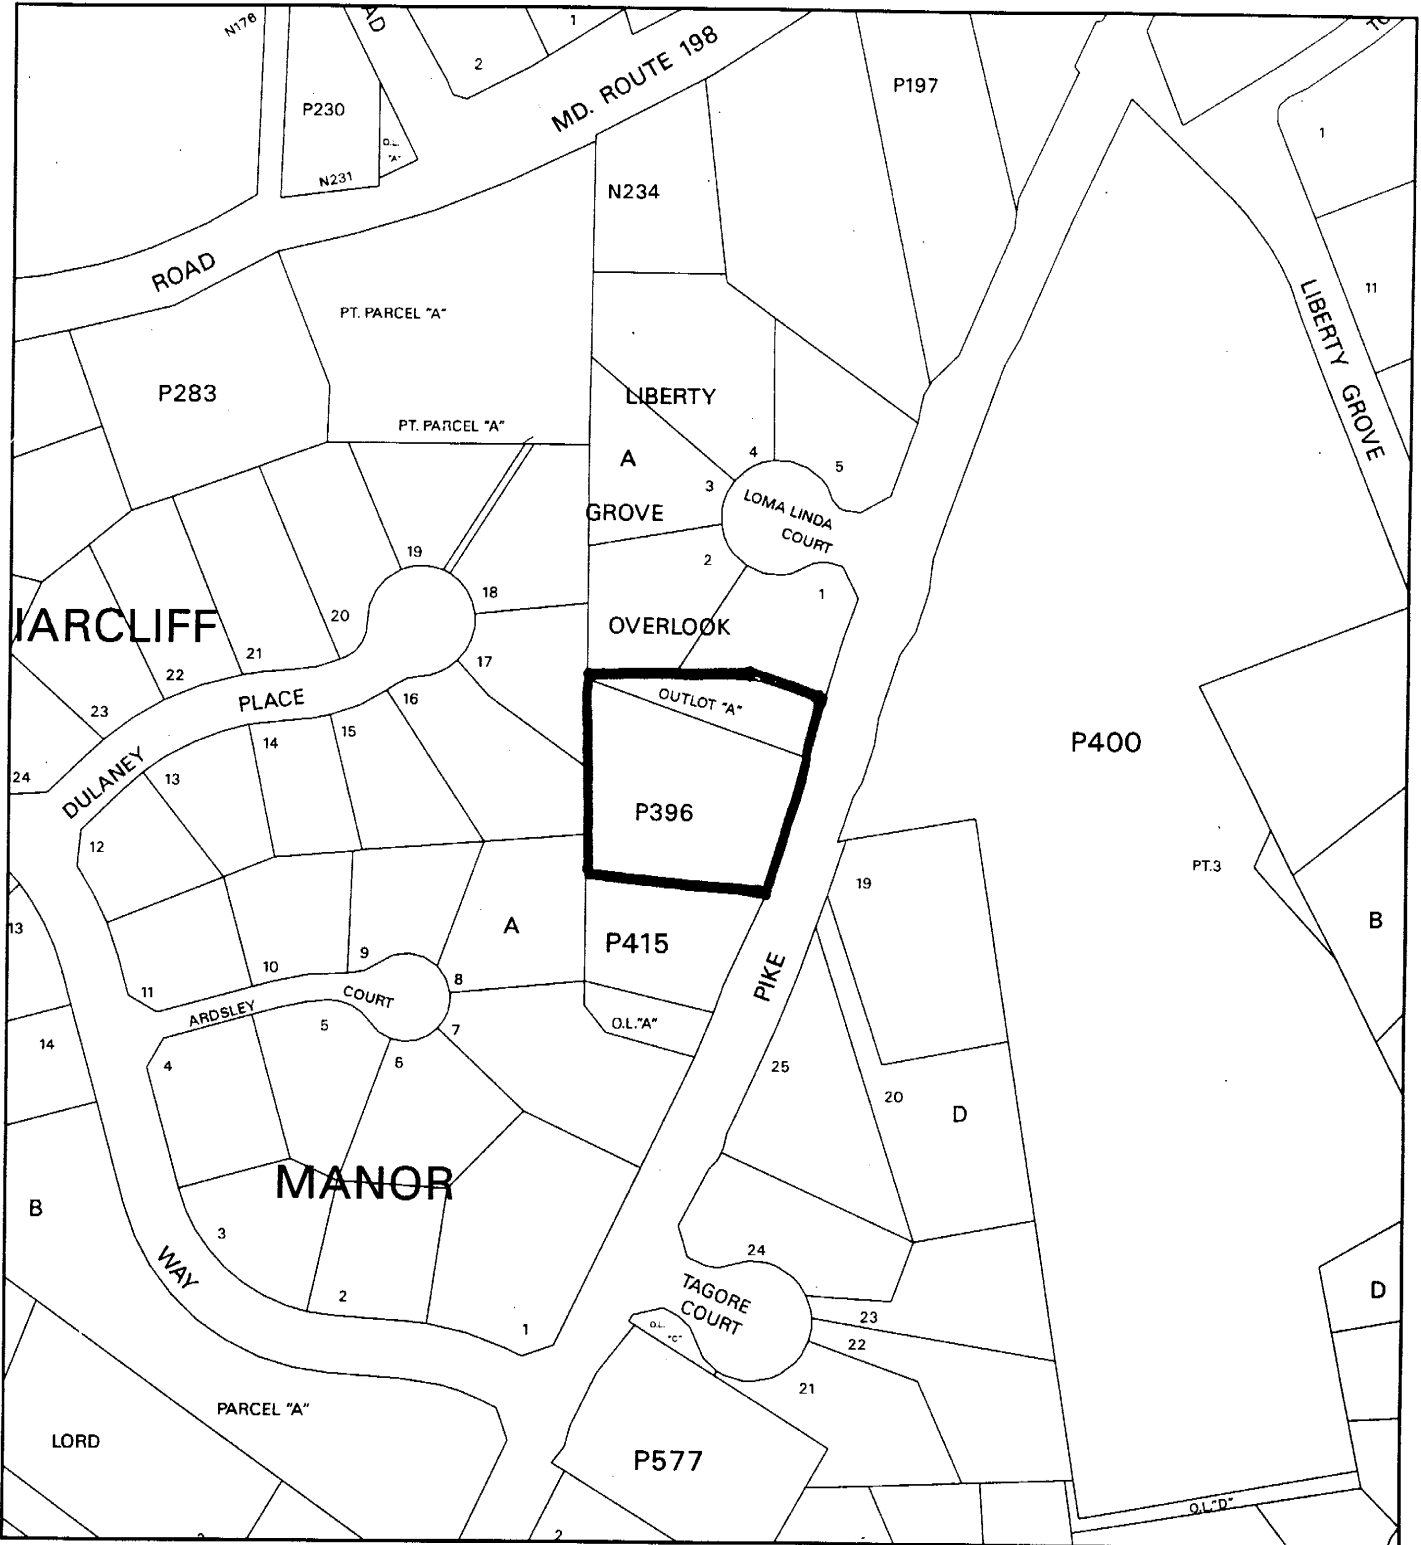 N176
AD
1
2
MD. ROUTE 198
P197
TO
P230
O.L.
"A"
N231
N234
1
ROAD
PT. PARCEL "A"
11
LIBERTY GROVE
P283
LIBERTY
PT. PARCEL "A"
A
4
5
3
LOMA LINDA
COURT
GROVE
19
2
18
1
20
IARCLIFF
OVERLOOK
21
17
22
16
OUTLOT "A"
23
PLACE
15
14
P400
24
13
DULANEY
P396
12
PT.3
19
13
A
B
P415
9
10
8
PIKE
11
COURT
ARDSLEY
5
7
O.L."A"
14
4
6
25
20
D
MANOR
B
3
24
WAY
2
TAGORE
COURT
D
23
1
O.L.
"C"
22
21
PARCEL "A"
LORD
P577
O.L."D"
2